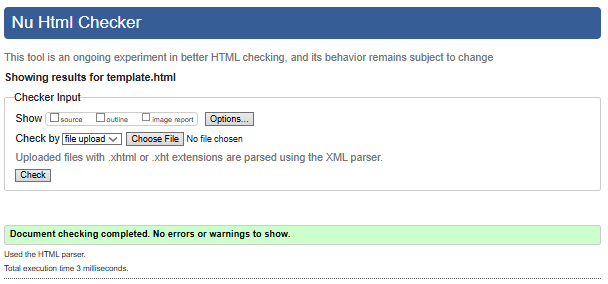 Nu Html Checker
This tool is an ongoing experiment in better HTML checking, and its behavior remains subject to change
Showing results for template.html
Checker Input
Show source outline image report Options...
Check by file upload Choose File No file chosen
Uploaded files with .xhtml or .xht extensions are parsed using the XML parser.
Check
Document checking completed. No errors or warnings to show.
Used the HTML parser.
Total execution time 3 milliseconds.